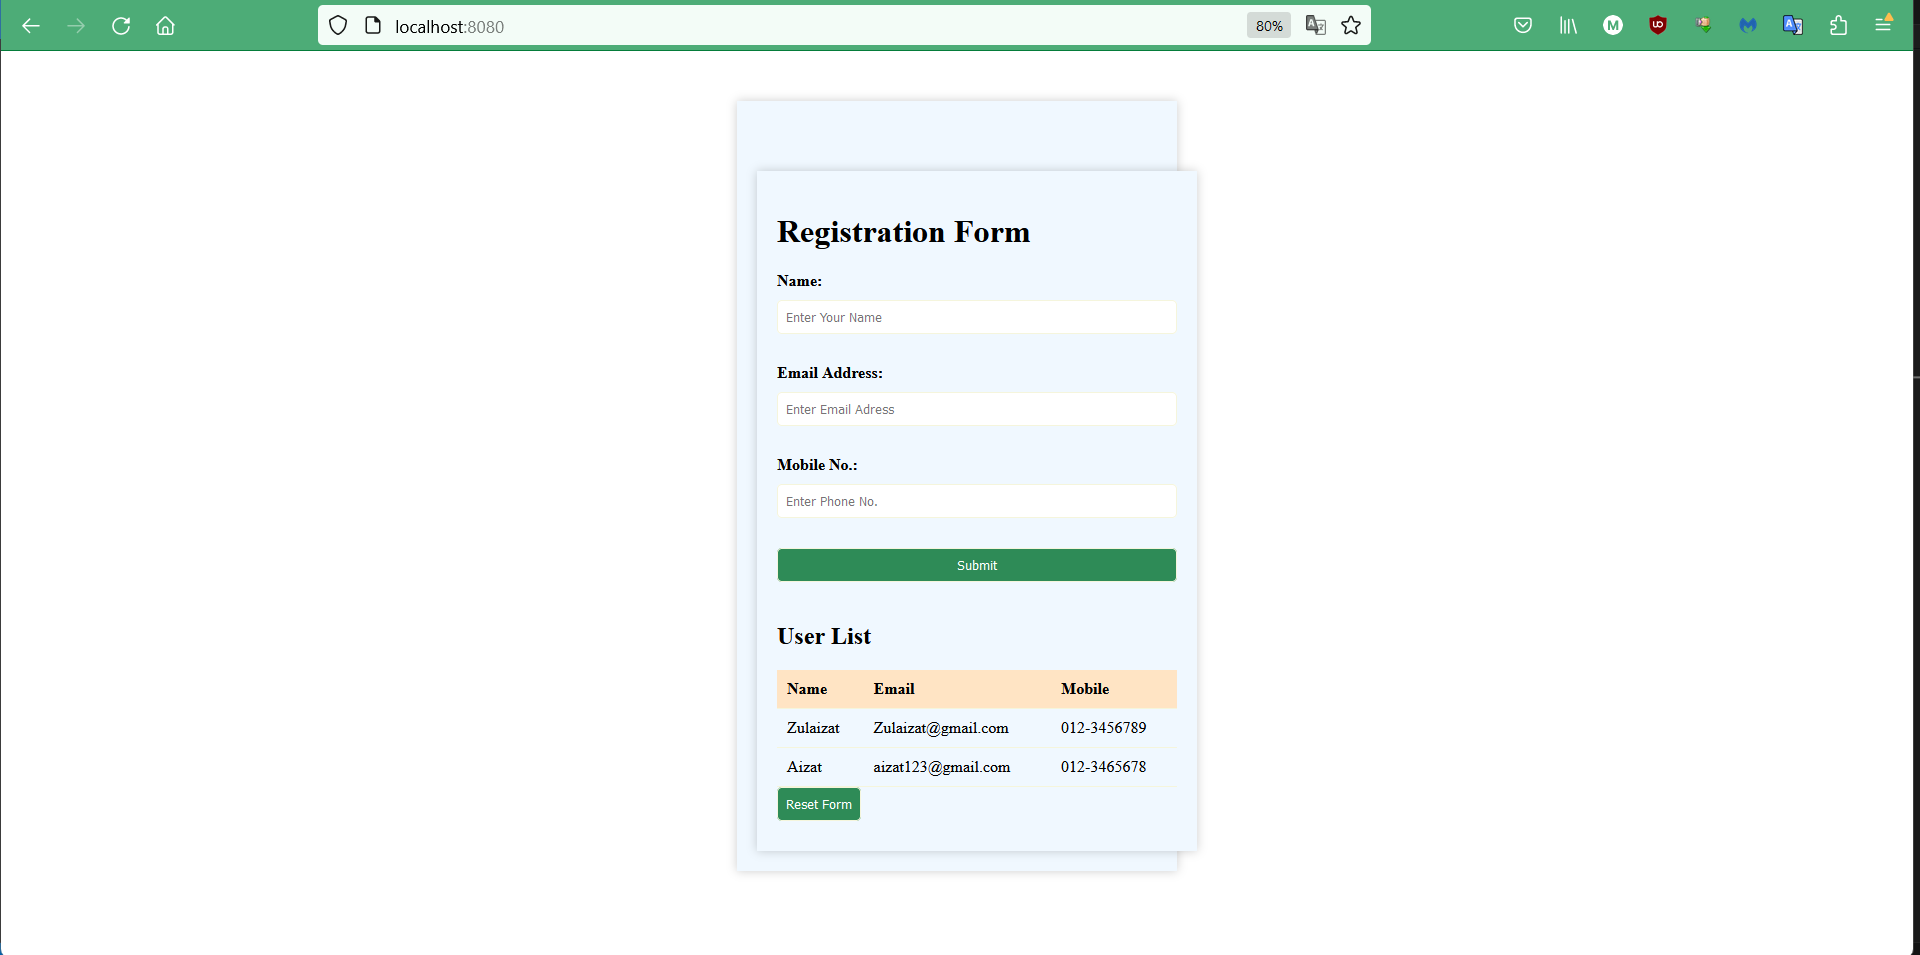 localhost:8080 80%
Registration Form
Name:
Enter Your Name
Email Address:
Enter Email Adress
Mobile No.:
Enter Phone No.
Submit
User List
Name Email Mobile
Zulaizat Zulaizat@gmail.com 012-3456789
Aizat aizat123@gmail.com 012-3465678
Reset Form